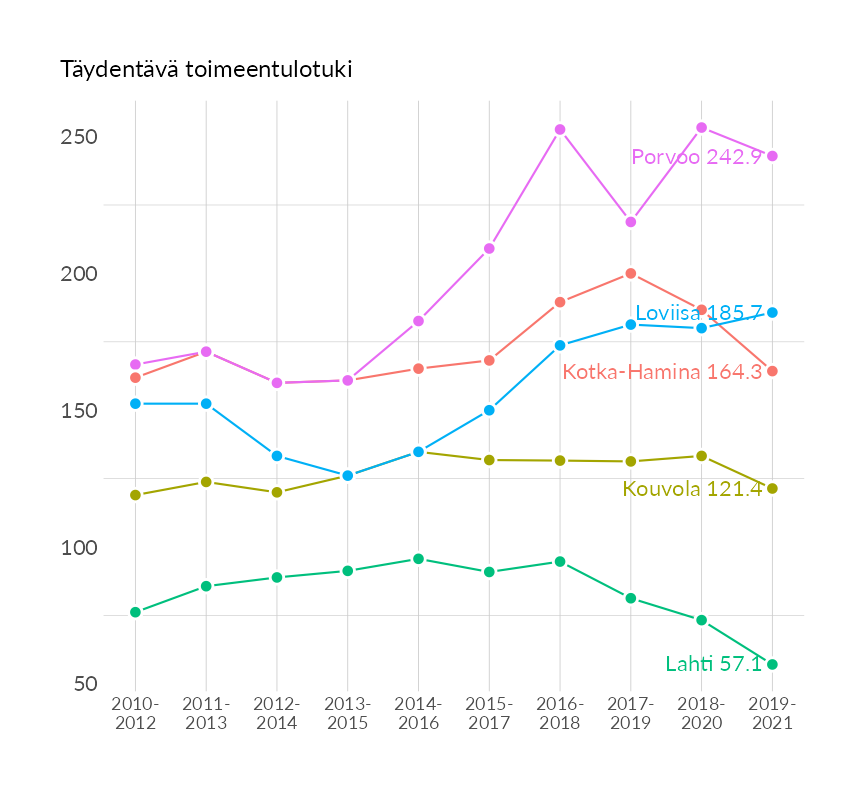 Täydentävä toimeentulotuki
250
Porvoo 242.9
200
Loviisa 185.7
Kotka-Hamina 164.3
150
Kouvola 121.4
100
Lahti 57.1
50
2010- 2011- 2012- 2013- 2014- 2015- 2016- 2017- 2018- 2019-
2012 2013 2014 2015 2016 2017 2018 2019 2020 2021